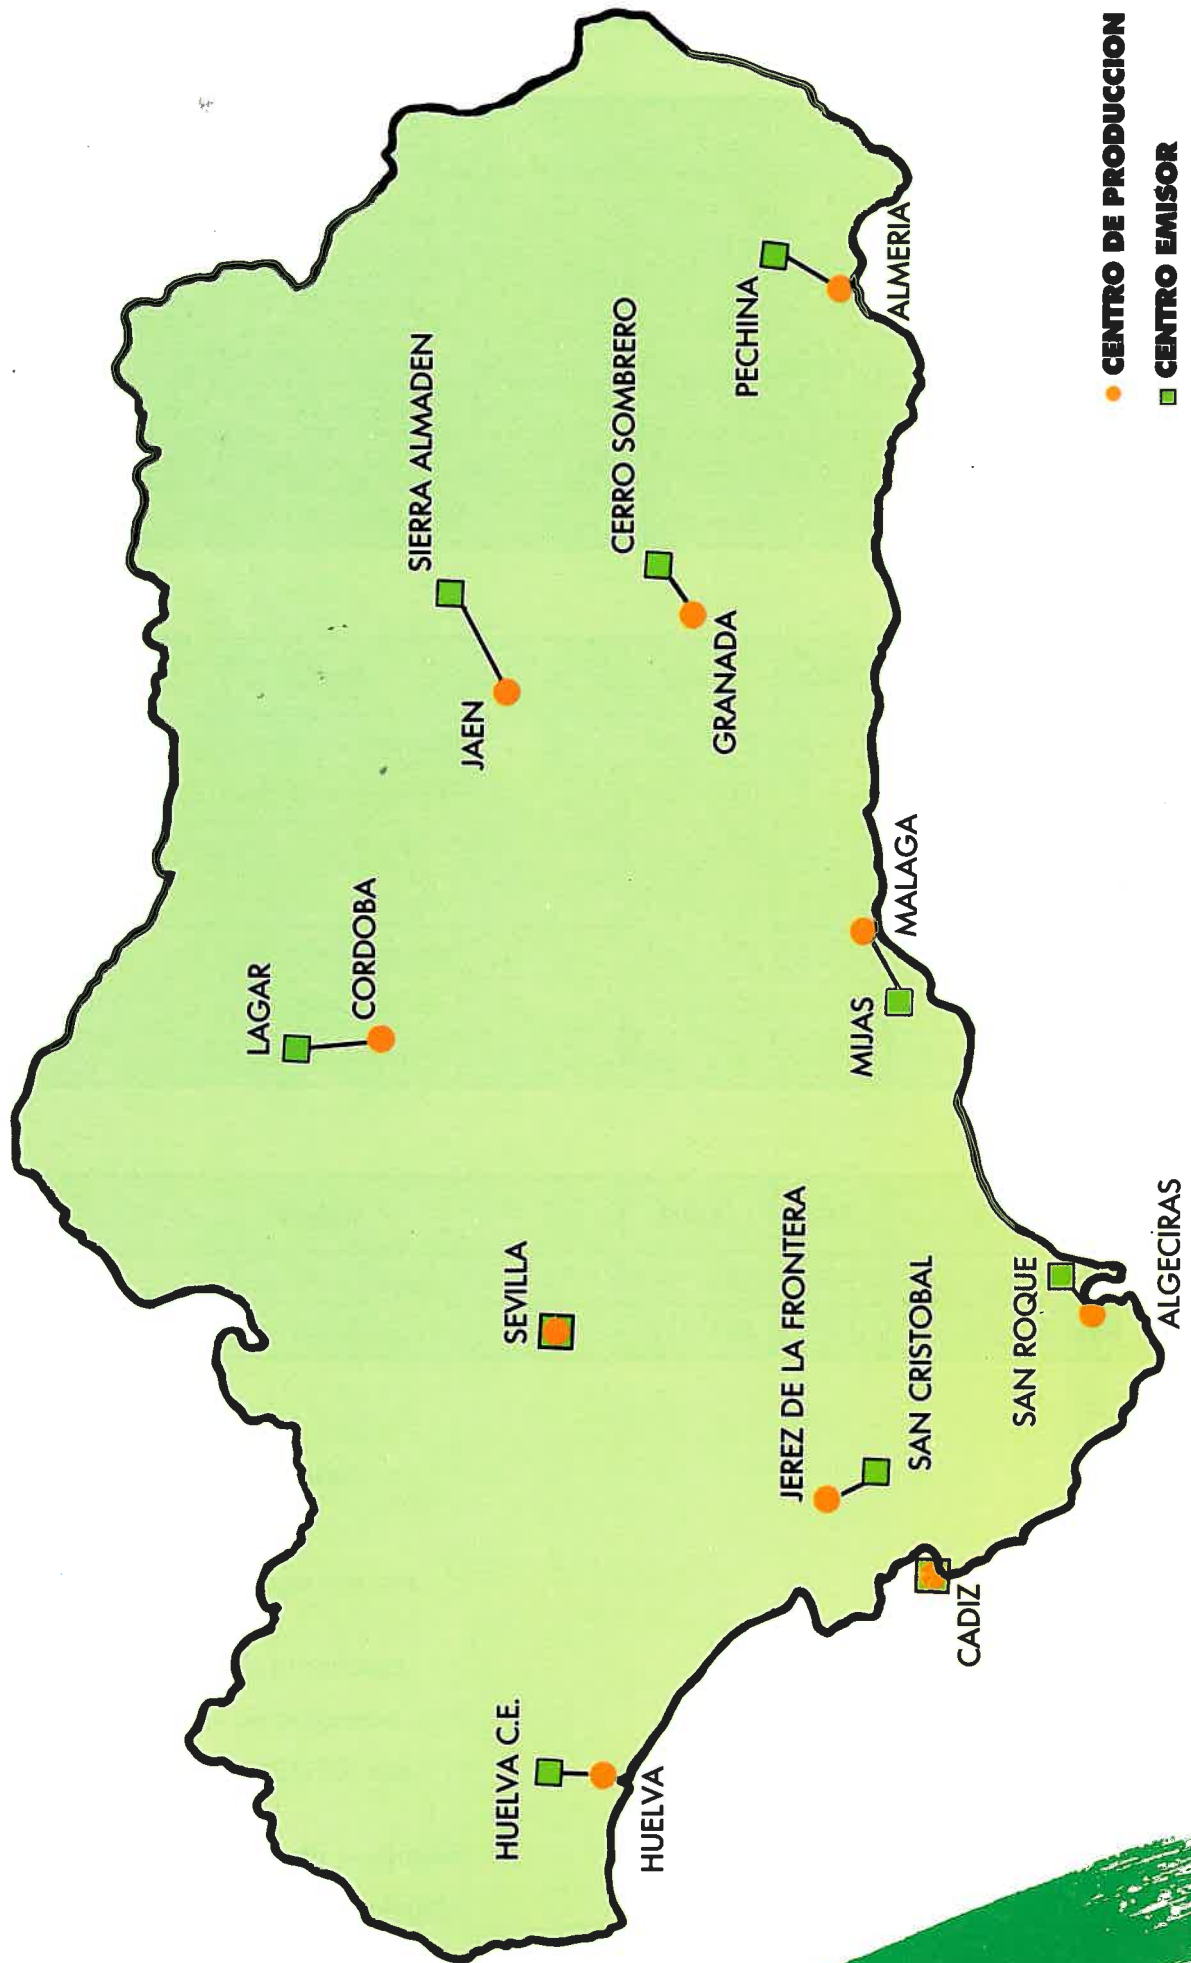 LAGAR
CORDOBA
SIERRA ALMADEN
JAEN
HUELVA C.E.
HUELVA
SEVILLA
CERRO SOMBRERO
GRANADA
PECHINA
ALMERIA
JEREZ DE LA FRONTERA
SAN CRISTOBAL
CADIZ
MIJAS
MALAGA
SAN ROQUE
ALGECIRAS
CENTRO DE PRODUCCION
CENTRO EMISOR